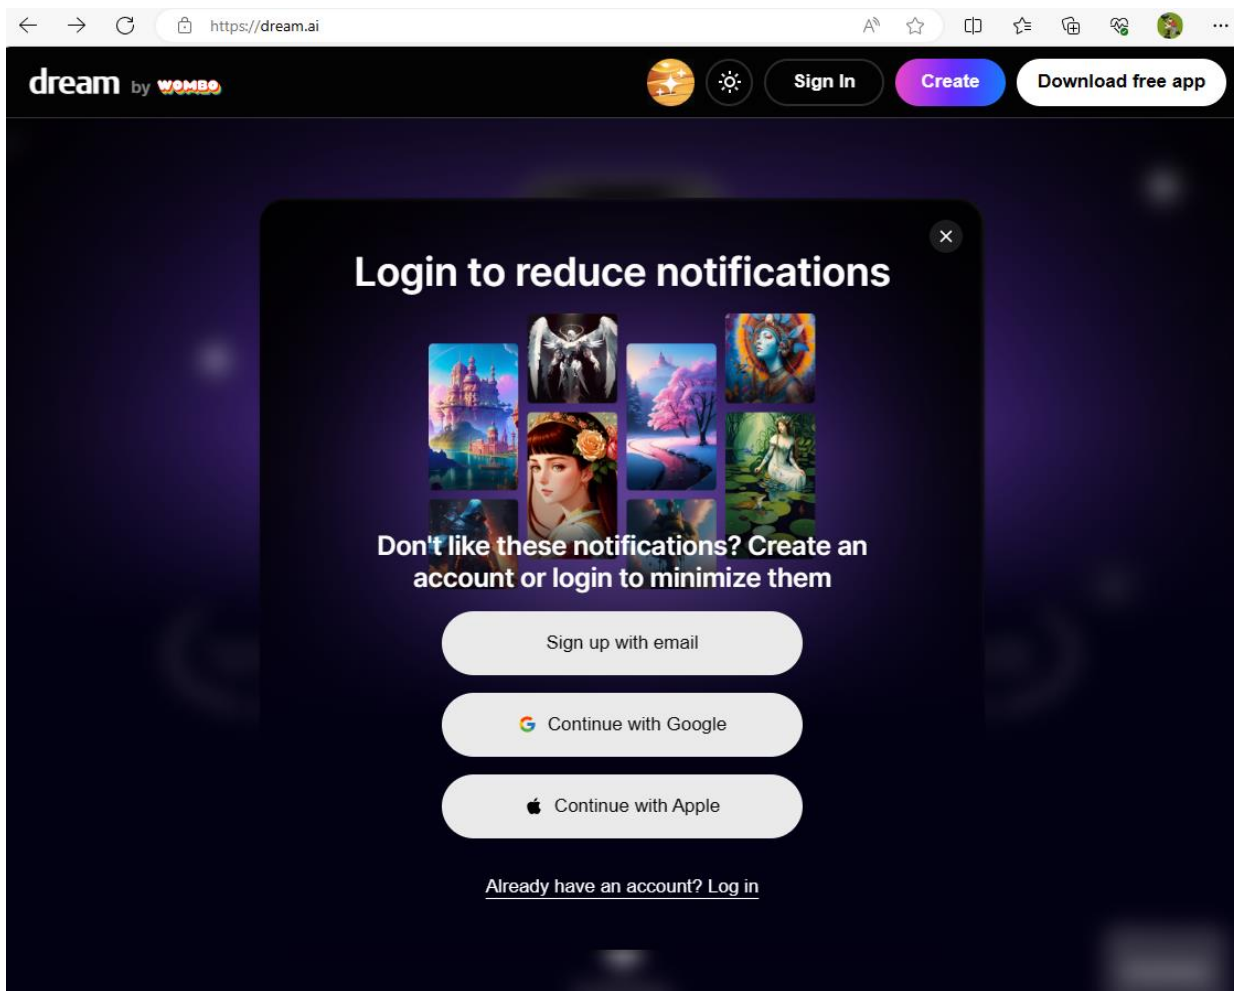 https://dream.ai
dream by WOMBO
Sign In
Create
Download free app
Login to reduce notifications
Don't like these notifications? Create an
account or login to minimize them
Sign up with email
Continue with Google
Continue with Apple
Already have an account? Log in